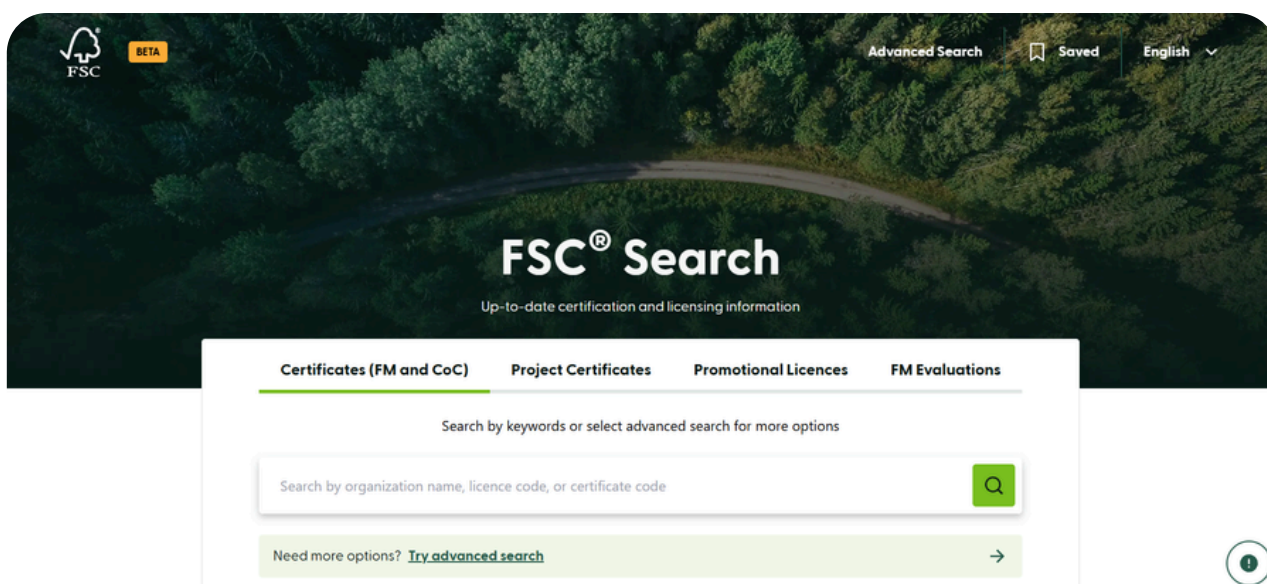 FSC
BETA
Advanced Search
Saved
English
FSC® Search
Up-to-date certification and licensing information
Certificates (FM and CoC)
Project Certificates
Promotional Licences
FM Evaluations
Search by keywords or select advanced search for more options
Search by organization name, licence code, or certificate code
Need more options? Try advanced search